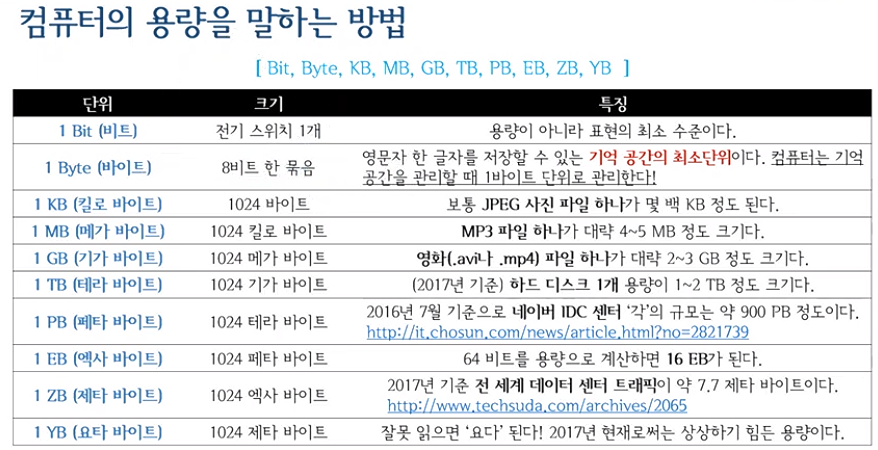 컴퓨터의 용량을 말하는 방법
[ Bit, Byte, KB, MB, GB, TB, PB, EB, ZB, YB ]
단위 크기 특징
1 Bit (비트) 전기 스위치 1개 용량이 아니라 표현의 최소 수준이다.
1 Byte (바이트) 8비트 한 묶음 영문자 한 글자를 저장할 수 있는 기억 공간의 최소단위이다. 컴퓨터는 기억
공간을 관리할 때 1바이트 단위로 관리한다!
1 KB (킬로 바이트) 1024 바이트 보통 JPEG 사진 파일 하나가 몇 백 KB 정도 된다.
1 MB (메가 바이트) 1024 킬로 바이트 MP3 파일 하나가 대략 4~5 MB 정도 크기다.
1 GB (기가 바이트) 1024 메가 바이트 영화(.avi나 .mp4) 파일 하나가 대략 2~3 GB 정도 크기다.
1 TB (테라 바이트) 1024 기가 바이트 (2017년 기준) 하드 디스크 1개 용량이 1~2 TB 정도 크기다.
1 PB (페타 바이트) 1024 테라 바이트 2016년 7월 기준으로 네이버 IDC 센터 ‘각’의 규모는 약 900 PB 정도이다.
http://it.chosun.com/news/article.html?no=2821739
1 EB (엑사 바이트) 1024 페타 바이트 64 비트를 용량으로 계산하면 16 EB가 된다.
1 ZB (제타 바이트) 1024 엑사 바이트 2017년 기준 전 세계 데이터 센터 트래픽이 약 7.7 제타 바이트이다.
http://www.techsuda.com/archives/2065
1 YB (요타 바이트) 1024 제타 바이트 잘못 읽으면 ‘요다’ 된다! 2017년 현재로써는 상상하기 힘든 용량이다.